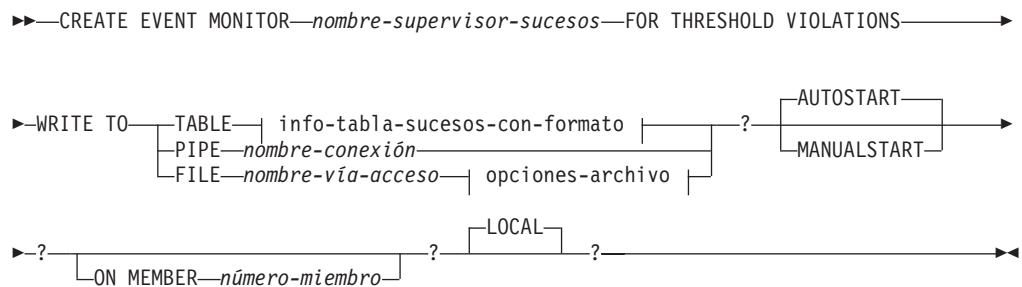 CREATE EVENT MONITOR nombre-supervisor-sucesos FOR THRESHOLD VIOLATIONS
AUTOSTART
WRITE TO TABLE info-tabla-sucesos-con-formato ?
PIPE nombre-conexión MANUALSTART
FILE nombre-vía-acceso opciones-archivo
LOCAL
? ? ?
ON MEMBER número-miembro